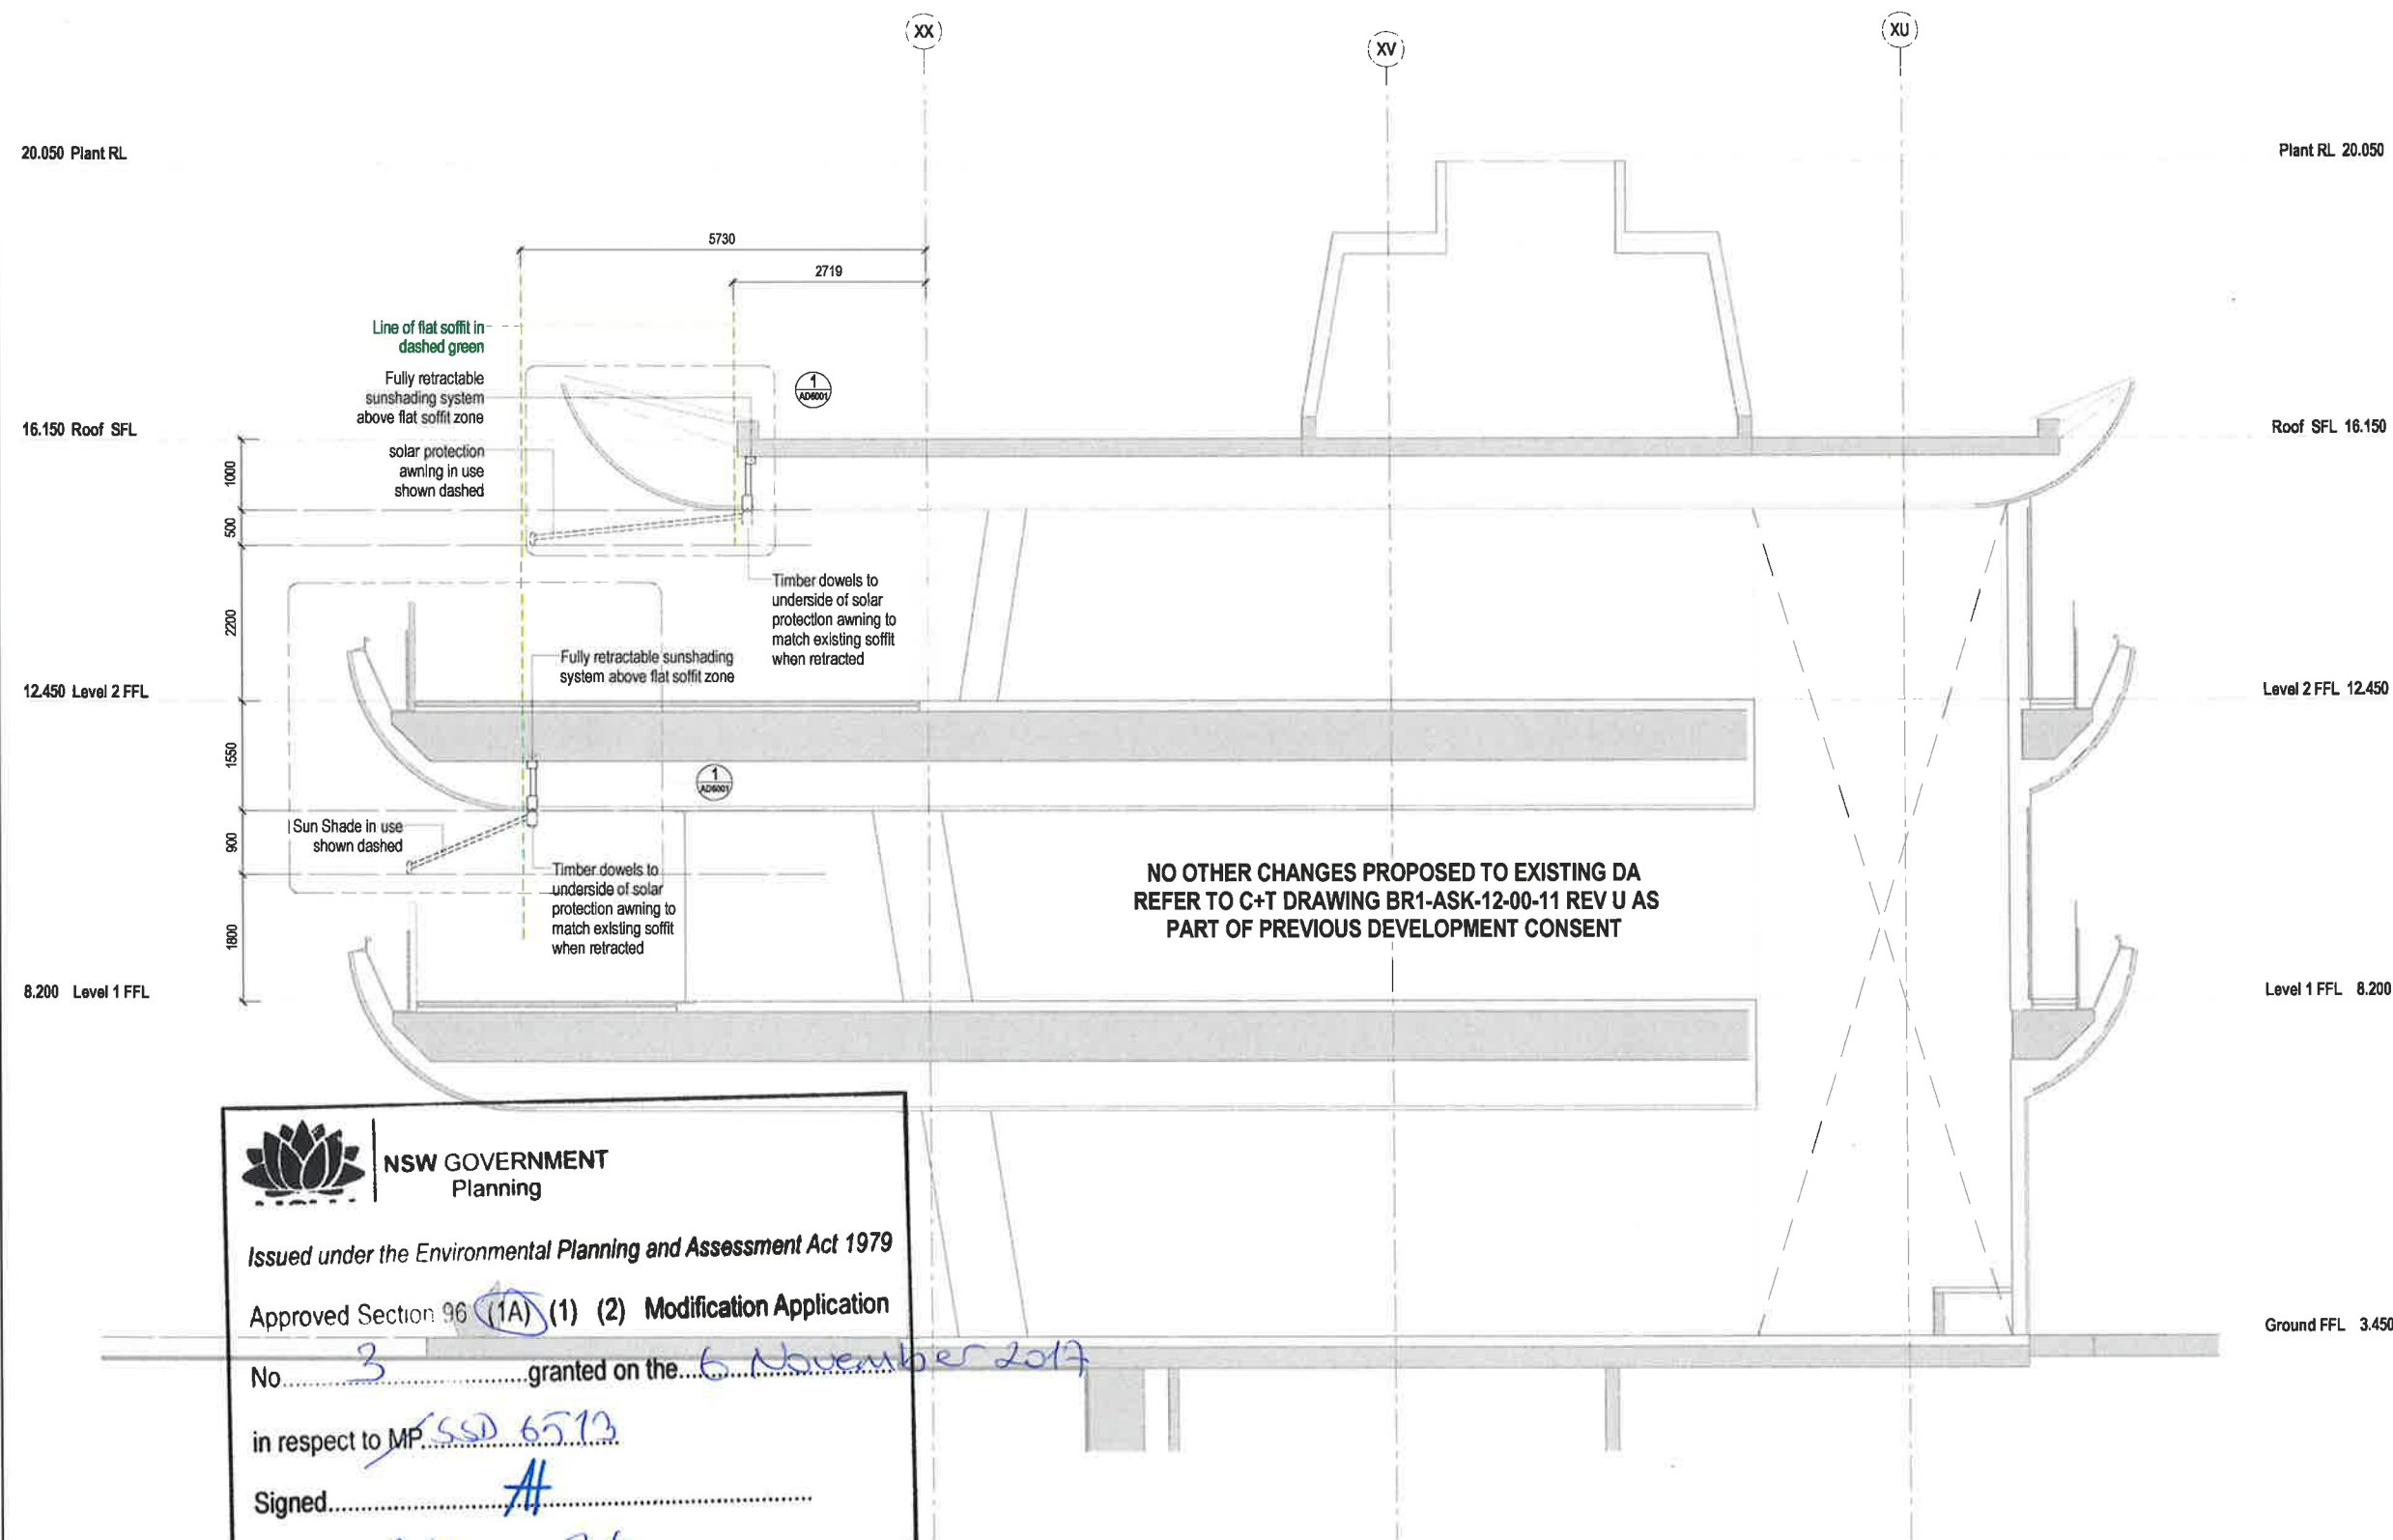 XX
XV
XU
20.050 Plant RL
Plant RL 20.050
5730
2719
Line of flat soffit in
dashed green
Fully retractable
sunshading system
above flat soffit zone
1
AD6001
16.150 Roof SFL
Roof SFL 16.150
solar protection
awning in use
shown dashed
1000
500
2200
Timber dowels to
underside of solar
protection awning to
match existing soffit
when retracted
Fully retractable sunshading
system above flat soffit zone
12.450 Level 2 FFL
Level 2 FFL 12.450
1550
1
AD6001
900
Sun Shade in use
shown dashed
Timber dowels to
underside of solar
protection awning to
match existing soffit
when retracted
1800
NO OTHER CHANGES PROPOSED TO EXISTING DA
REFER TO C+T DRAWING BR1-ASK-12-00-11 REV U AS
PART OF PREVIOUS DEVELOPMENT CONSENT
8.200 Level 1 FFL
Level 1 FFL 8.200
Ground FFL 3.450
NSW GOVERNMENT
Planning
Issued under the Environmental Planning and Assessment Act 1979
Approved Section 96 (1A) (1) (2) Modification Application
No 3 granted on the 6 November 2017
in respect to MP SSD 6513
Signed